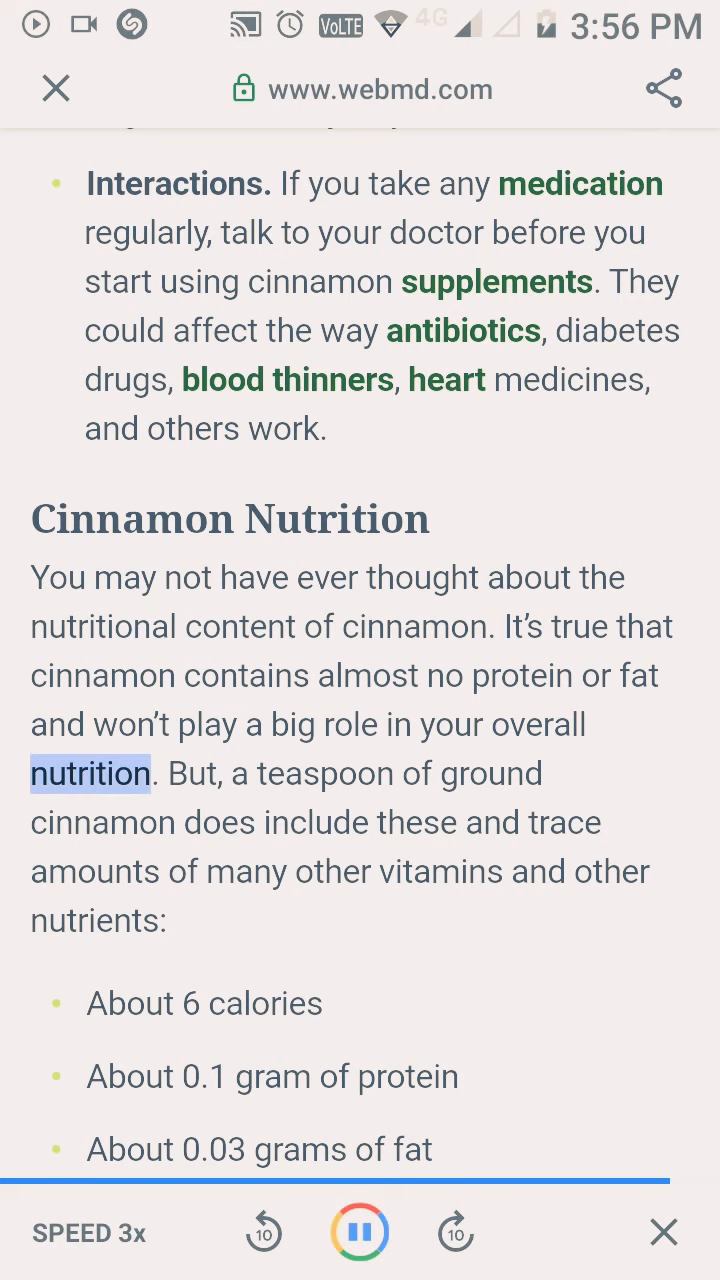 VoLTE 4G 3:56 PM
www.webmd.com
Interactions. If you take any medication
regularly, talk to your doctor before you
start using cinnamon supplements. They
could affect the way antibiotics, diabetes
drugs, blood thinners, heart medicines,
and others work.
Cinnamon Nutrition
You may not have ever thought about the
nutritional content of cinnamon. It’s true that
cinnamon contains almost no protein or fat
and won’t play a big role in your overall
nutrition. But, a teaspoon of ground
cinnamon does include these and trace
amounts of many other vitamins and other
nutrients:
• About 6 calories
• About 0.1 gram of protein
• About 0.03 grams of fat
SPEED 3x 10 10